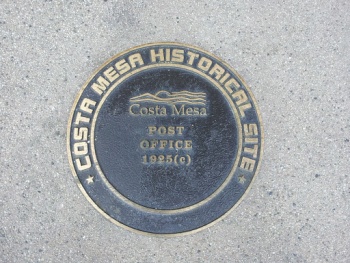 COSTA MESA HISTORICAL SITE
Costa Mesa
POST
OFFICE
1925(c)